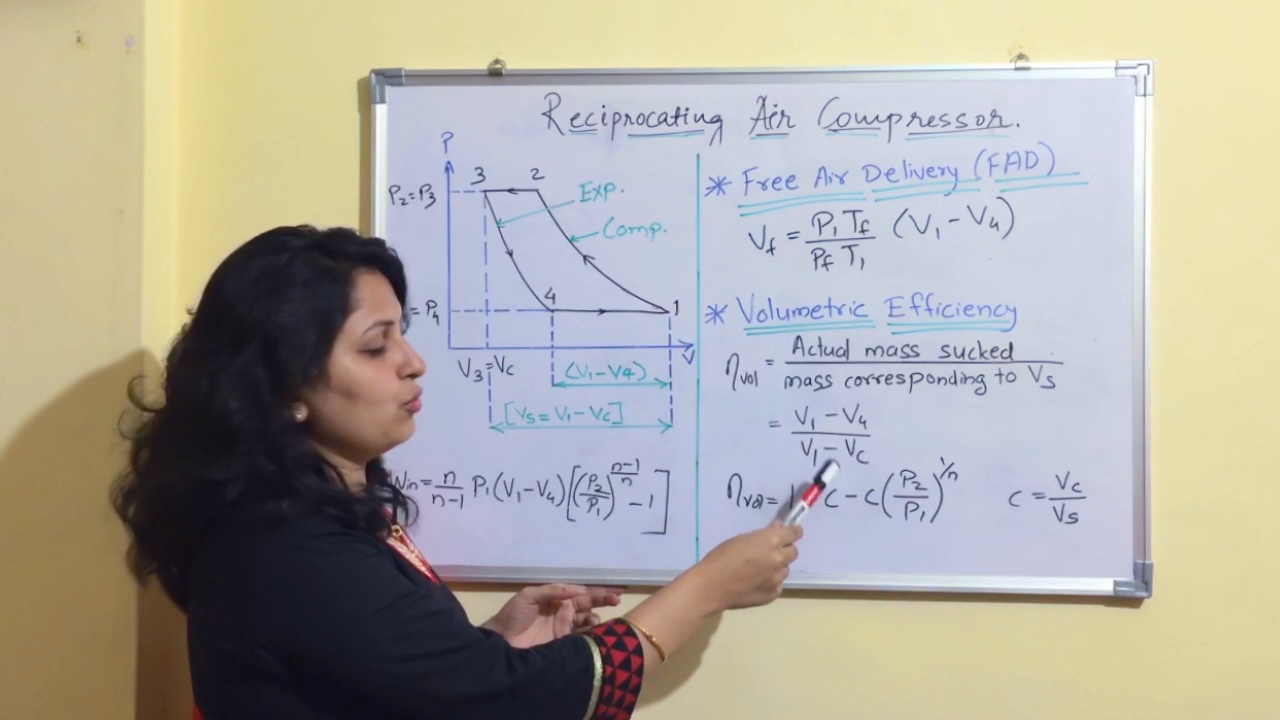 Reciprocating Air Compressor.
P
3 2
P₂=P₃
Exp.
Comp.
4
1
= P₄
V
V₃=Vc
(V₁-V4)
[Vs = V₁-Vc]
Win = n/(n-1) P₁(V₁-V₄)[(P₂/P₁)^((n-1)/n) - 1]
* Free Air Delivery (FAD)
Vf = (P₁ Tf)/(Pf T₁) (V₁-V₄)
* Volumetric Efficiency
ηvol = Actual mass sucked
mass corresponding to Vs
= (V₁-V₄)/(V₁-Vc)
ηvol = 1 C - C(P₂/P₁)^(1/n) C = Vc/Vs